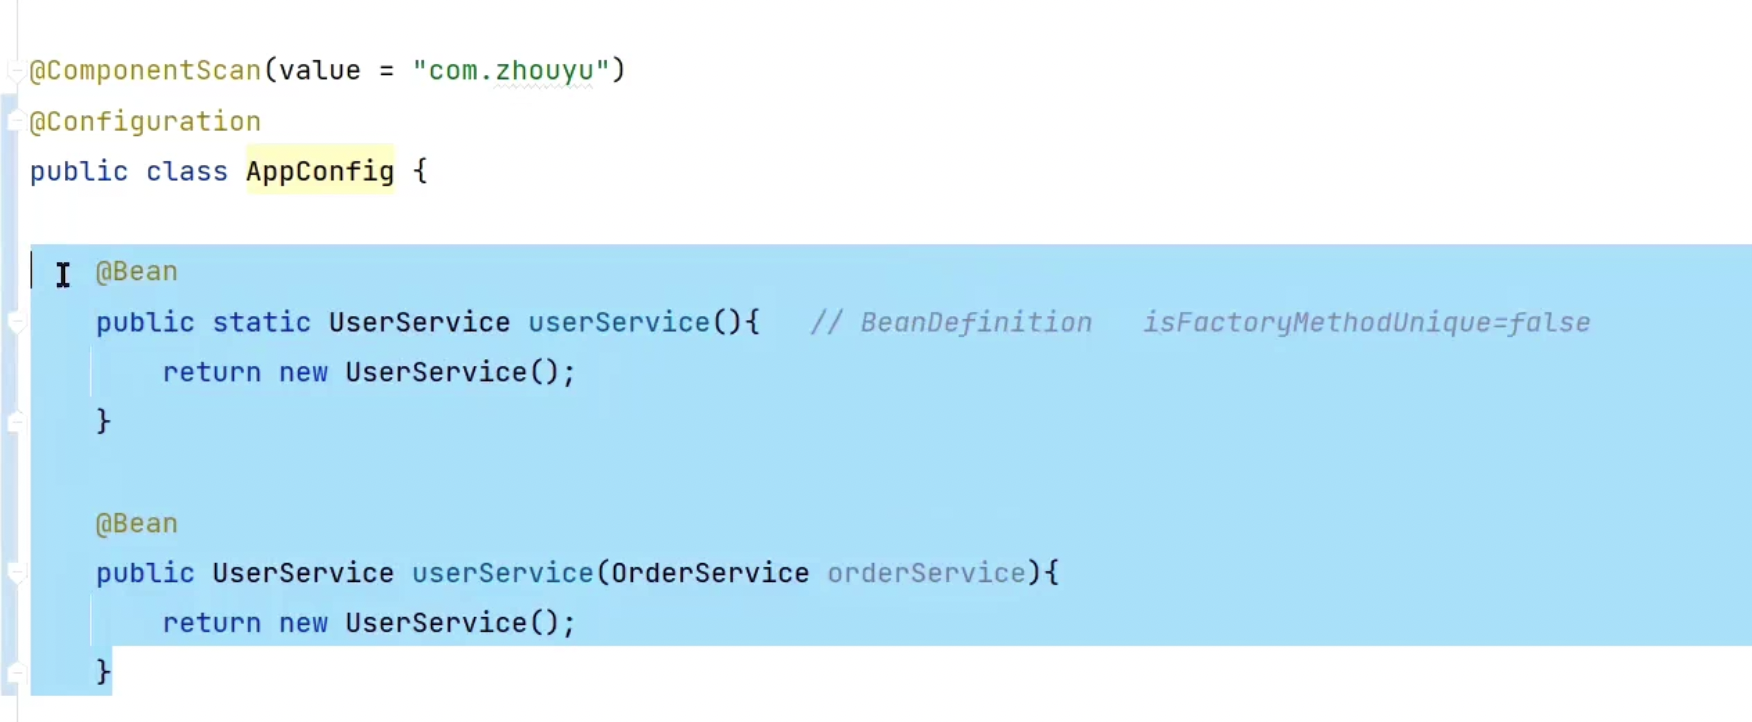 @ComponentScan(value = "com.zhouyu")
@Configuration
public class AppConfig {
@Bean
public static UserService userService(){   // BeanDefinition   isFactoryMethodUnique=false
return new UserService();
}
@Bean
public UserService userService(OrderService orderService){
return new UserService();
}